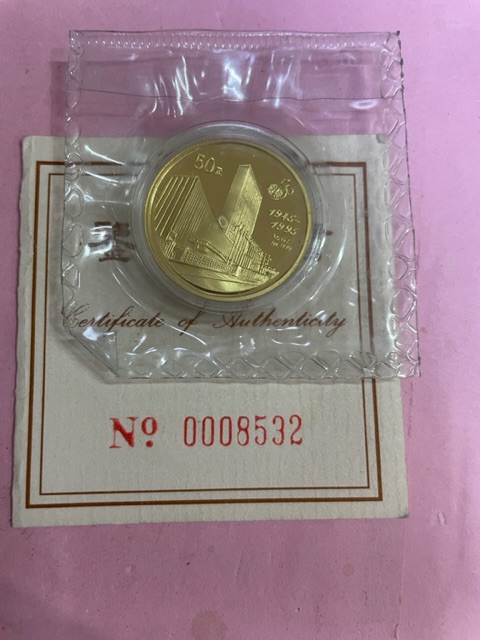 50元
1945-
1995
Certificate of Authenticity
Nº 0008532